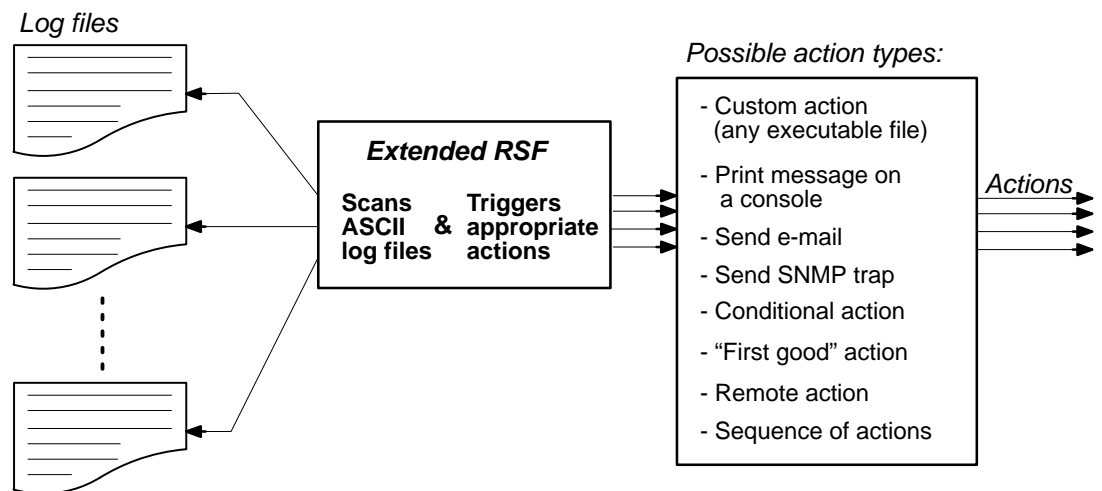 Log files
Extended RSF
Scans
ASCII
log files
&
Triggers
appropriate
actions
Possible action types:
- Custom action
(any executable file)
- Print message on
a console
- Send e-mail
- Send SNMP trap
- Conditional action
- “First good” action
- Remote action
- Sequence of actions
Actions